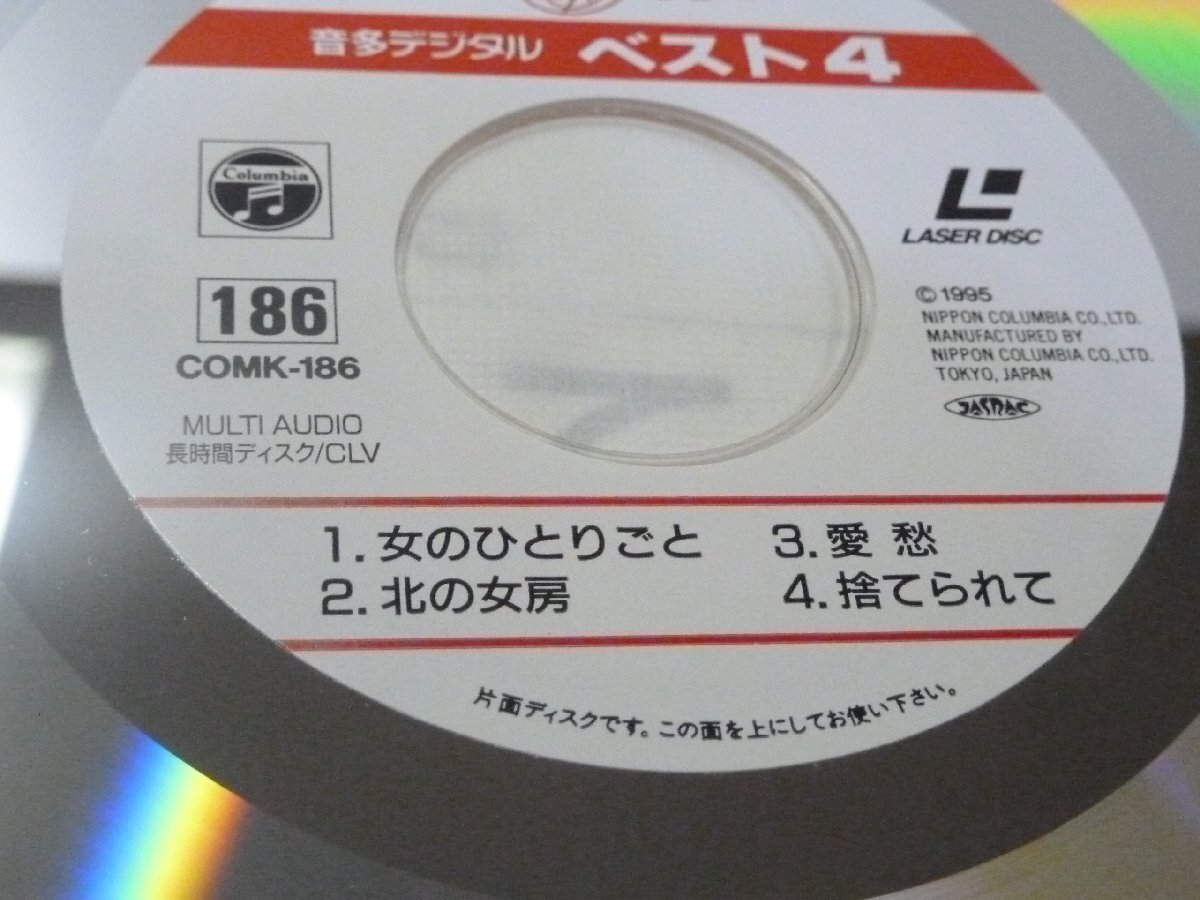 音多デジタル ベスト4
Columbia
186
COMK-186
MULTI AUDIO
長時間ディスク/CLV
LASER DISC
© 1995
NIPPON COLUMBIA CO.,LTD.
MANUFACTURED BY
NIPPON COLUMBIA CO.,LTD.
TOKYO, JAPAN
JASRAC
1. 女のひとりごと
2. 北の女房
3. 愛 愁
4. 捨てられて
片面ディスクです。この面を上にしてお使い下さい。